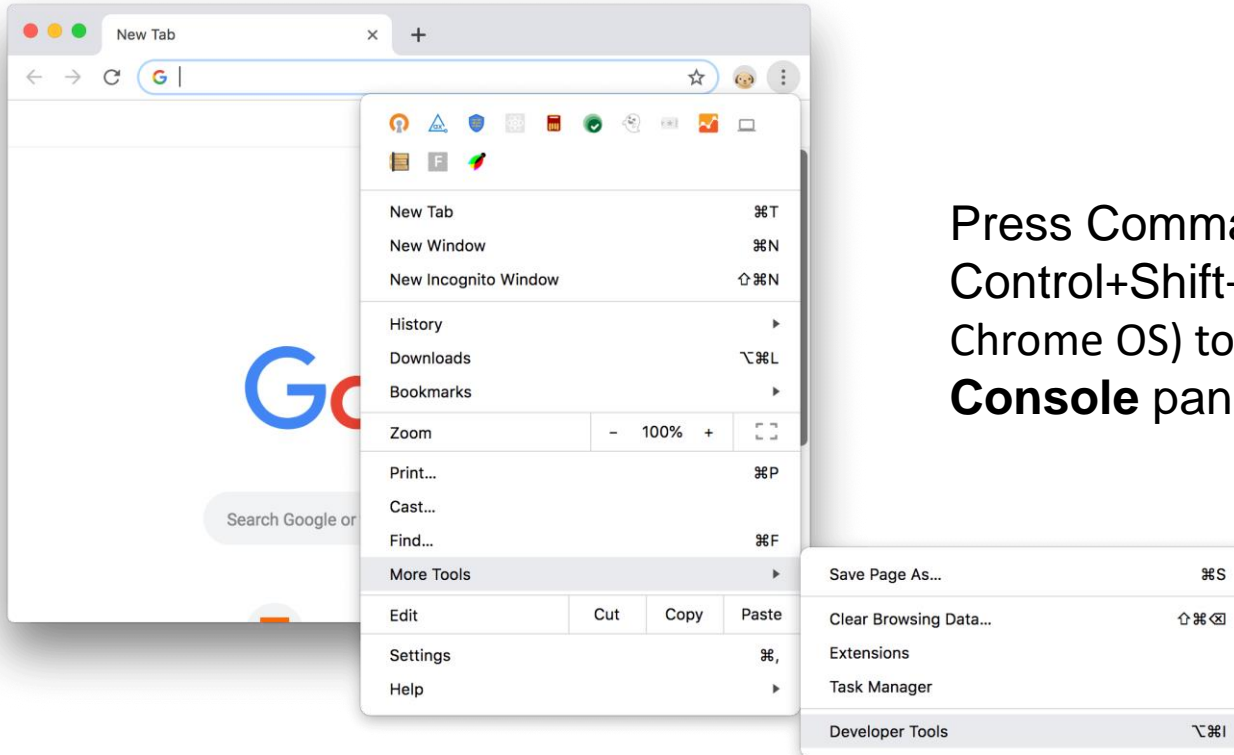 New Tab
G
New Tab ⌘T
New Window ⌘N
New Incognito Window ⇧⌘N
History
Downloads ⌥⌘L
Bookmarks
Zoom - 100% +
Print... ⌘P
Cast...
Find... ⌘F
More Tools
Edit Cut Copy Paste
Settings ⌘,
Help
Go
Search Google or
Save Page As... ⌘S
Clear Browsing Data... ⇧⌘⌫
Extensions
Task Manager
Developer Tools ⌥⌘I
Press
Control+Shift
Chrome OS) to
Console